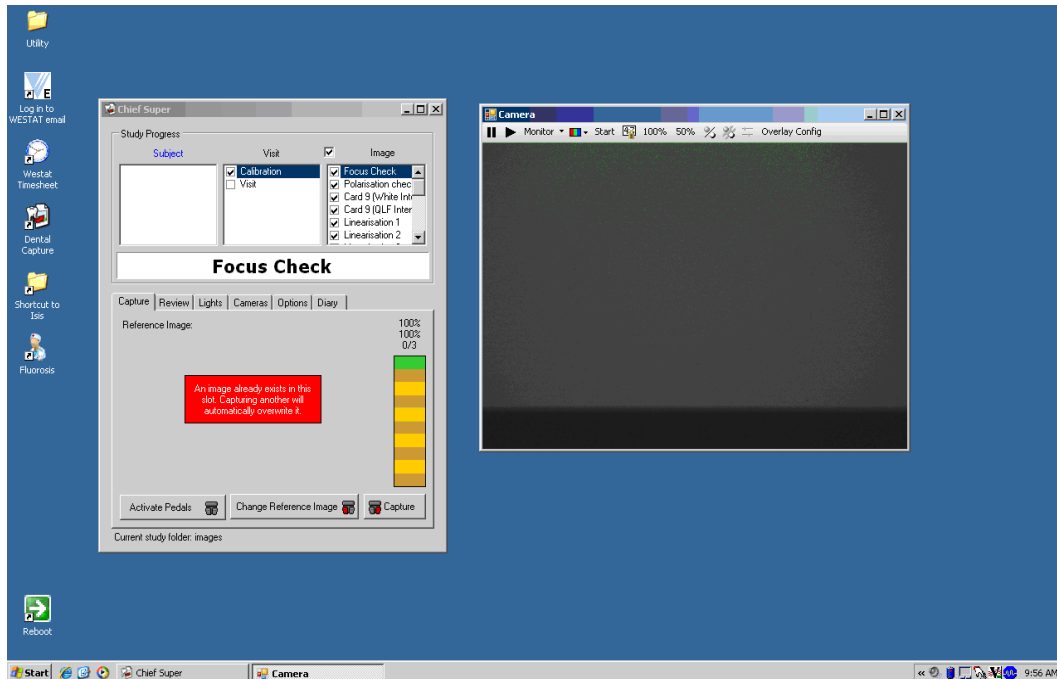 Utility
Log in to
WESTAT email
Westat
Timesheet
Dental
Capture
Shortcut to
Isis
Fluorosis
Reboot
Chief Super
Study Progress
Subject
Visit
Image
Calibration
Visit
Focus Check
Polarisation chec
Card 9 (White Inte
Card 9 (QLF Inter
Linearisation 1
Linearisation 2
Focus Check
Capture Review Lights Cameras Options Diary
Reference Image:
100%
100%
0/3
An image already exists in this
slot. Capturing another will
automatically overwrite it.
Activate Pedals
Change Reference Image
Capture
Current study folder: images
Camera
Monitor Start 100% 50% Overlay Config
Start Chief Super Camera 9:56 AM